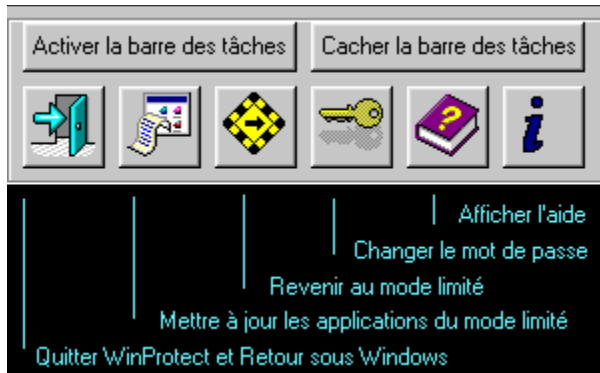 Activer la barre des tâches
Cacher la barre des tâches
?
i
Afficher l'aide
Changer le mot de passe
Revenir au mode limité
Mettre à jour les applications du mode limité
Quitter WinProtect et Retour sous Windows